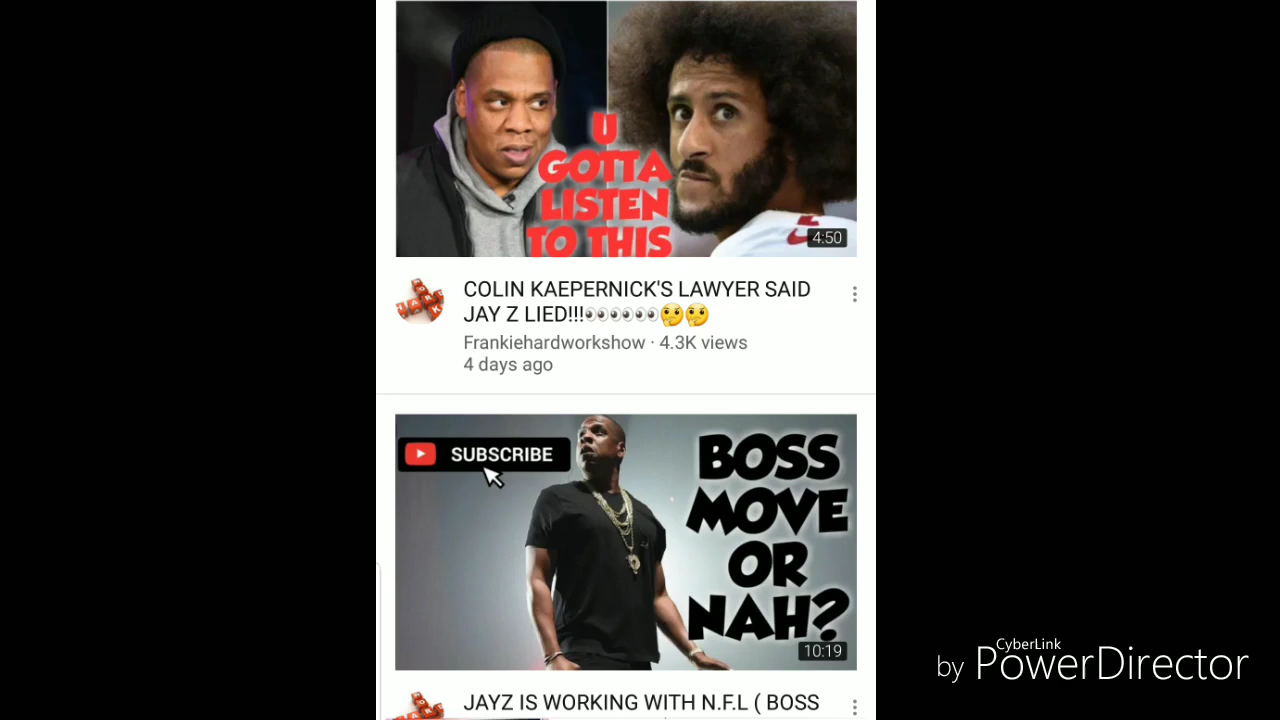 U
GOTTA
LISTEN
TO THIS
4:50
COLIN KAEPERNICK'S LAWYER SAID
JAY Z LIED!!!👀👀👀🤔🤔
Frankiehardworkshow · 4.3K views
4 days ago
SUBSCRIBE
BOSS
MOVE
OR
NAH?
10:19
JAYZ IS WORKING WITH N.F.L ( BOSS
CyberLink
by PowerDirector